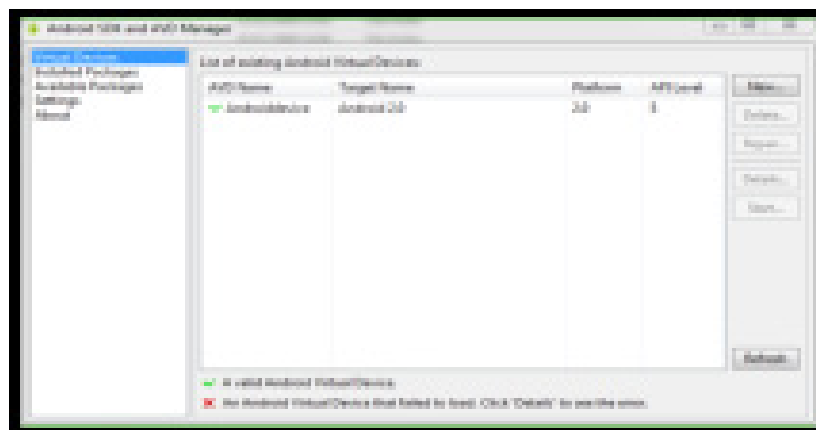 Android SDK and AVD Manager
Virtual Devices
Installed Packages
Available Packages
Settings
About
List of existing Android Virtual Devices
AVD Name Target Name Platform API Level
Androiddevice Android 2.0 2.0 5
New...
Delete...
Repair...
Details...
Start...
Refresh
A valid Android Virtual Device.
An Android Virtual Device that failed to load. Click 'Details' to see the error.